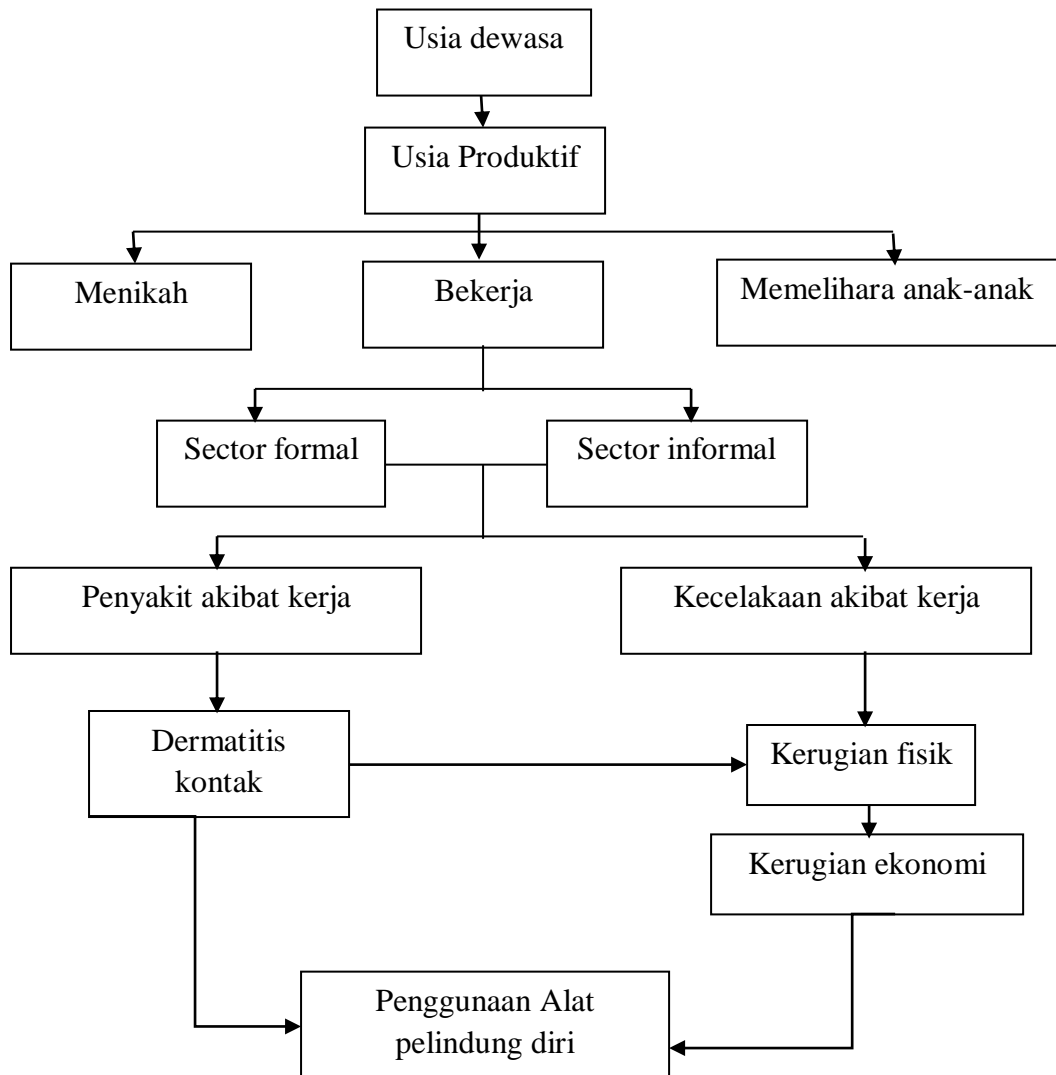 Usia dewasa
Usia Produktif
Menikah
Bekerja
Memelihara anak-anak
Sector formal
Sector informal
Penyakit akibat kerja
Kecelakaan akibat kerja
Dermatitis
kontak
Kerugian fisik
Kerugian ekonomi
Penggunaan Alat
pelindung diri